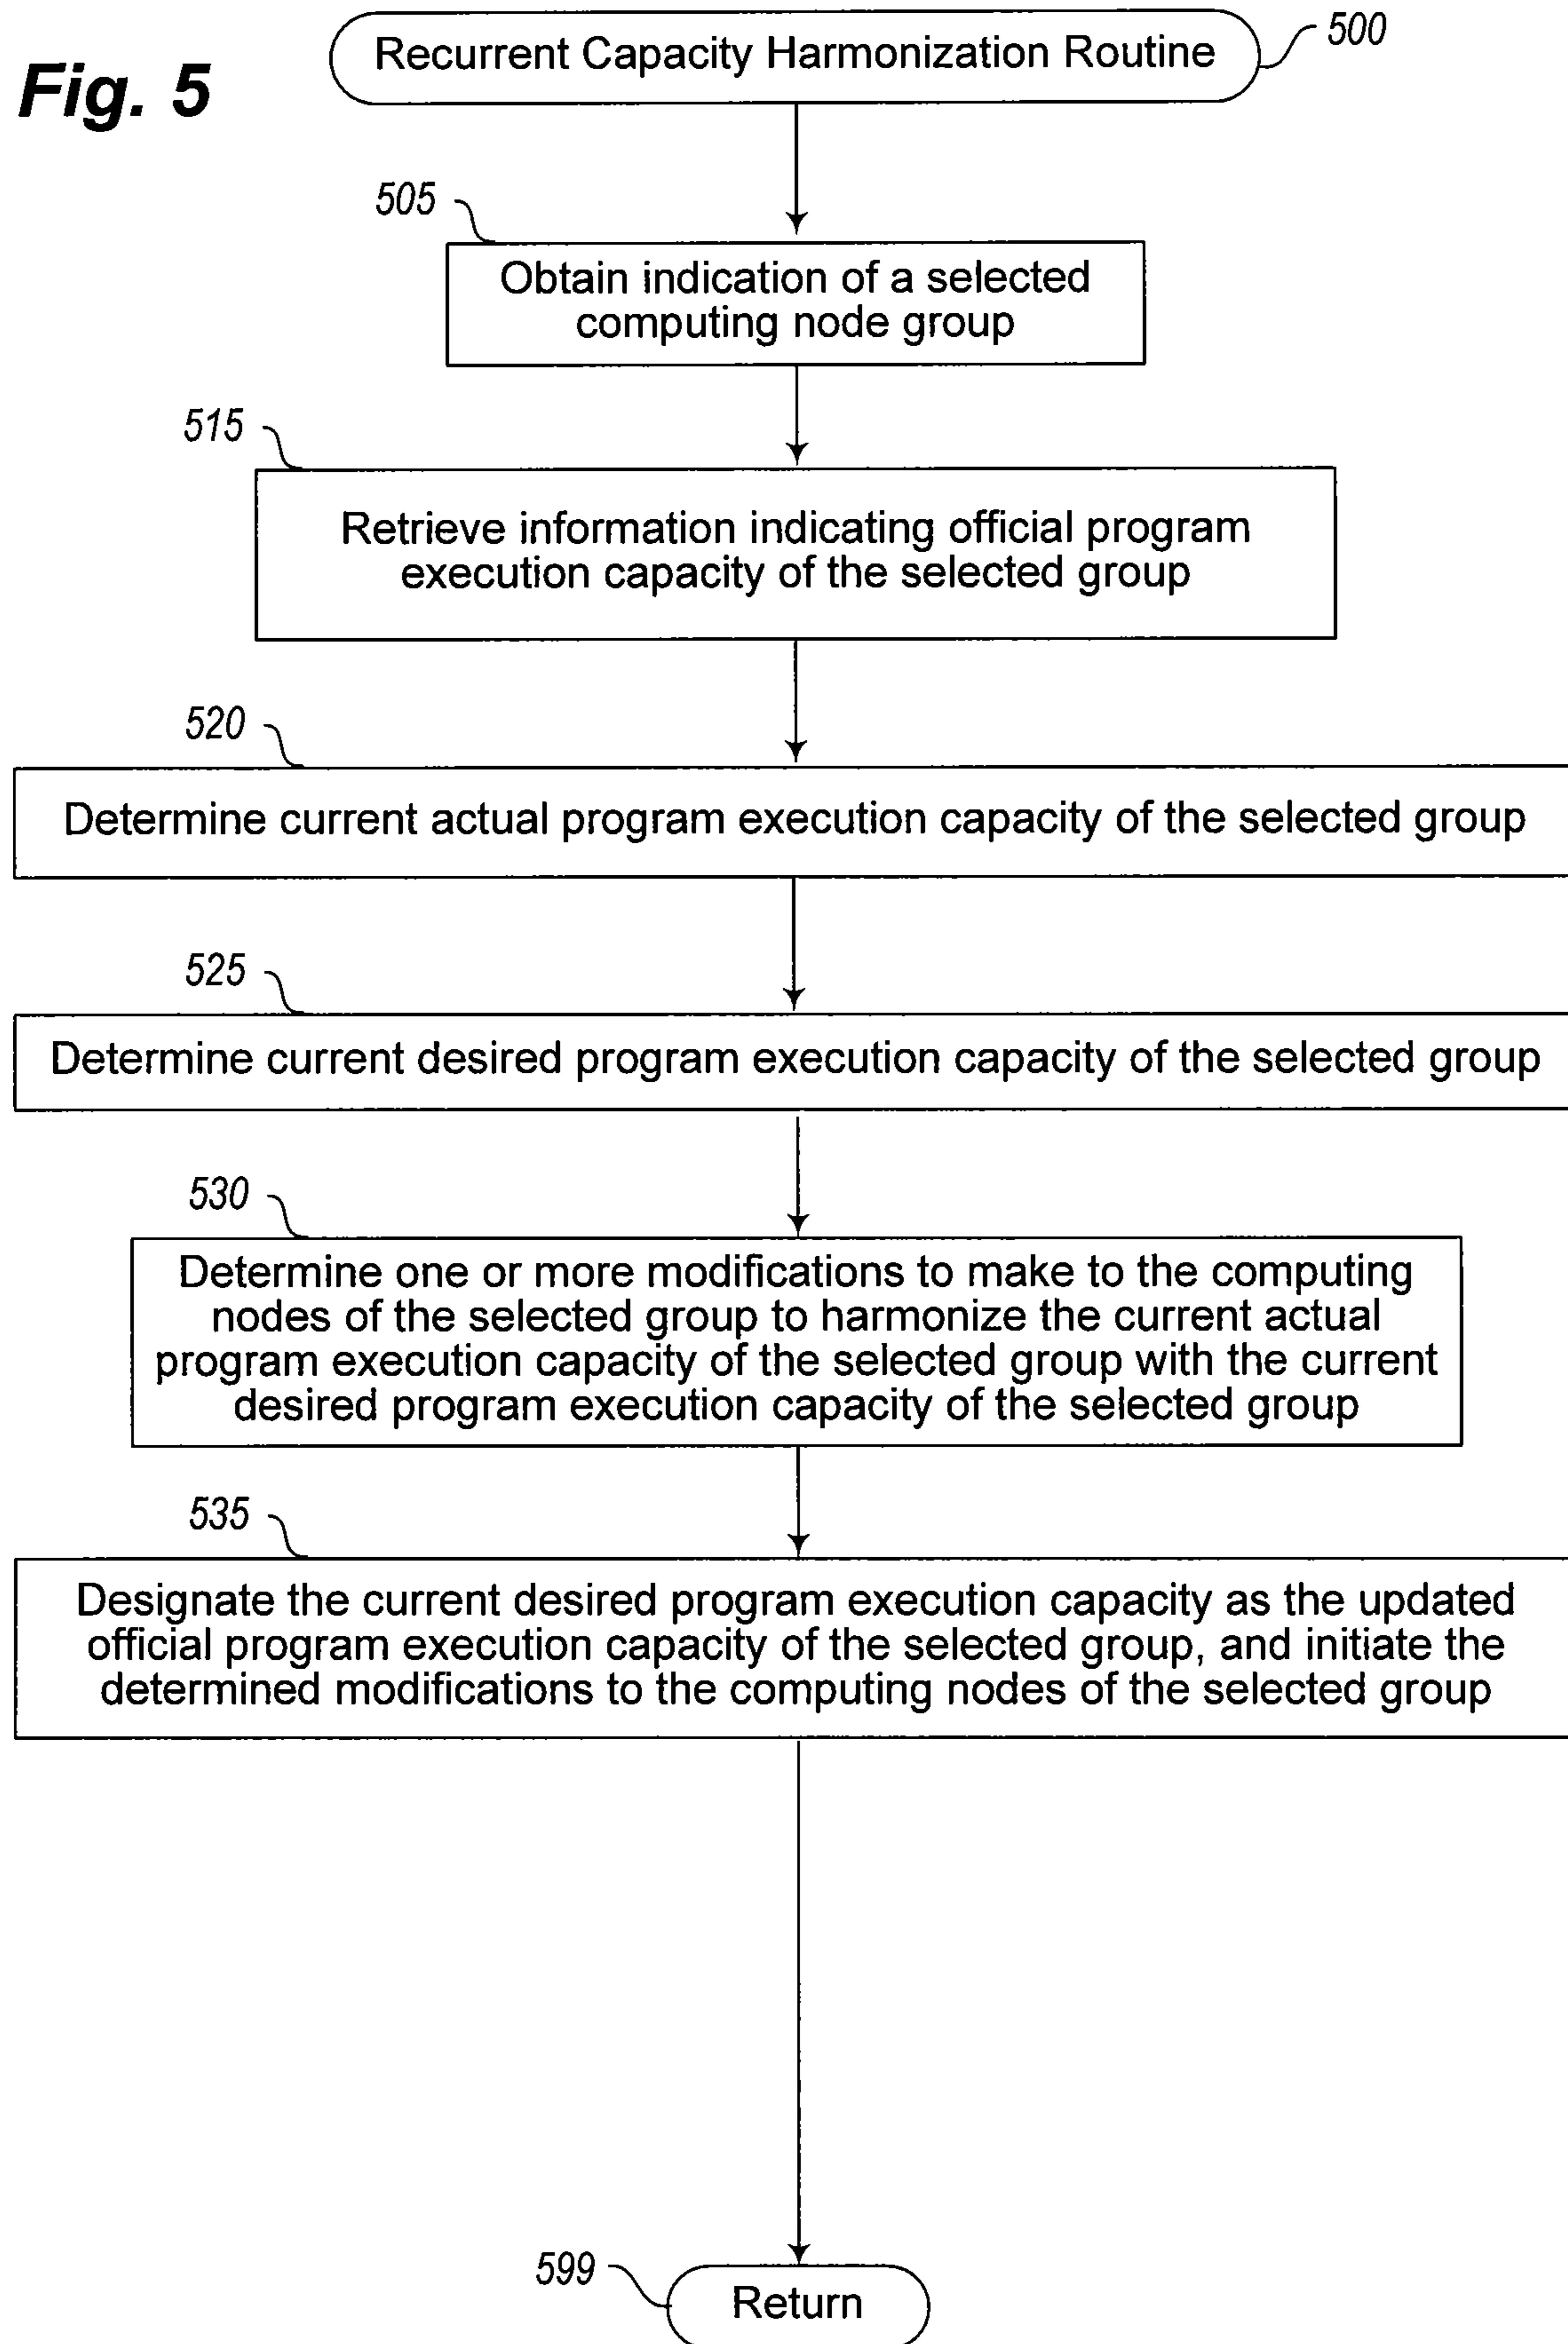 Fig. 5
Recurrent Capacity Harmonization Routine
500
505
Obtain indication of a selected
computing node group
515
Retrieve information indicating official program
execution capacity of the selected group
520
Determine current actual program execution capacity of the selected group
525
Determine current desired program execution capacity of the selected group
530
Determine one or more modifications to make to the computing
nodes of the selected group to harmonize the current actual
program execution capacity of the selected group with the current
desired program execution capacity of the selected group
535
Designate the current desired program execution capacity as the updated
official program execution capacity of the selected group, and initiate the
determined modifications to the computing nodes of the selected group
599
Return